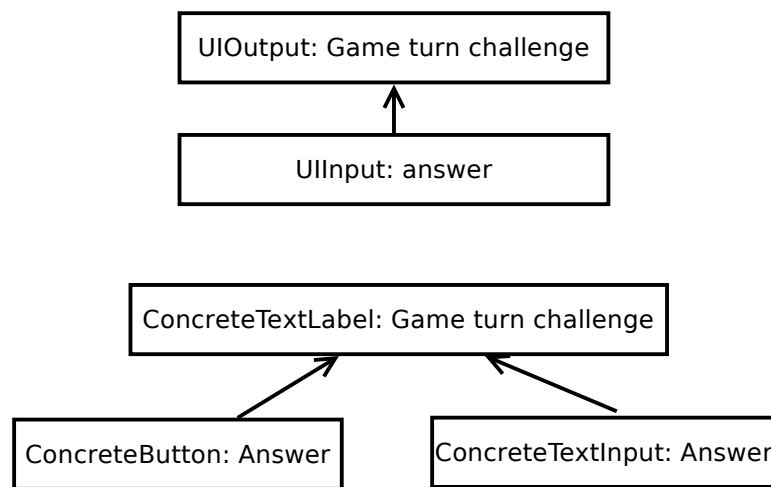 UIOutput: Game turn challenge
UIInput: answer
ConcreteTextLabel: Game turn challenge
ConcreteButton: Answer
ConcreteTextInput: Answer